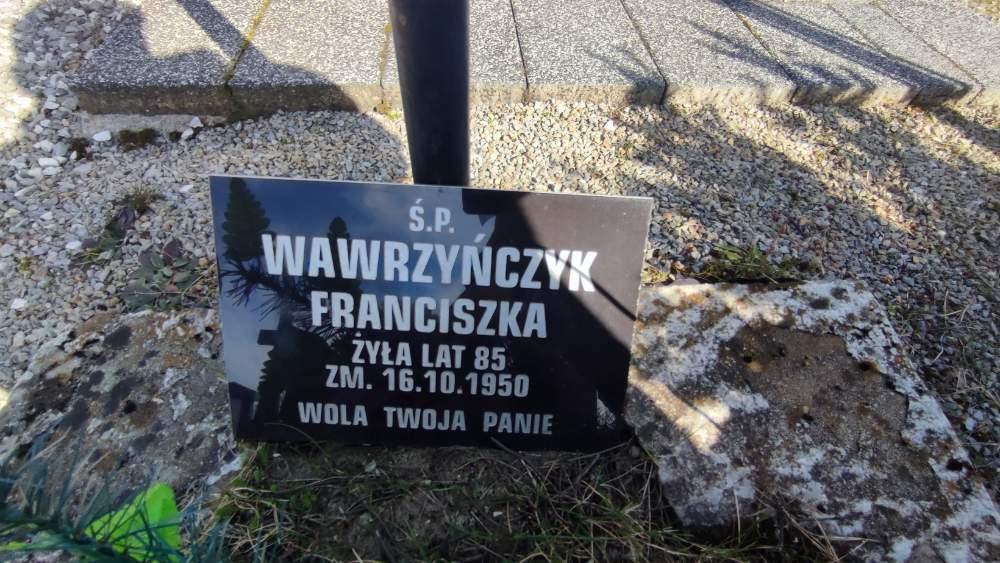 Ś.P.
WAWRZYŃCZYK
FRANCISZKA
ŻYŁA LAT 85
ZM. 16.10.1950
WOLA TWOJA PANIE